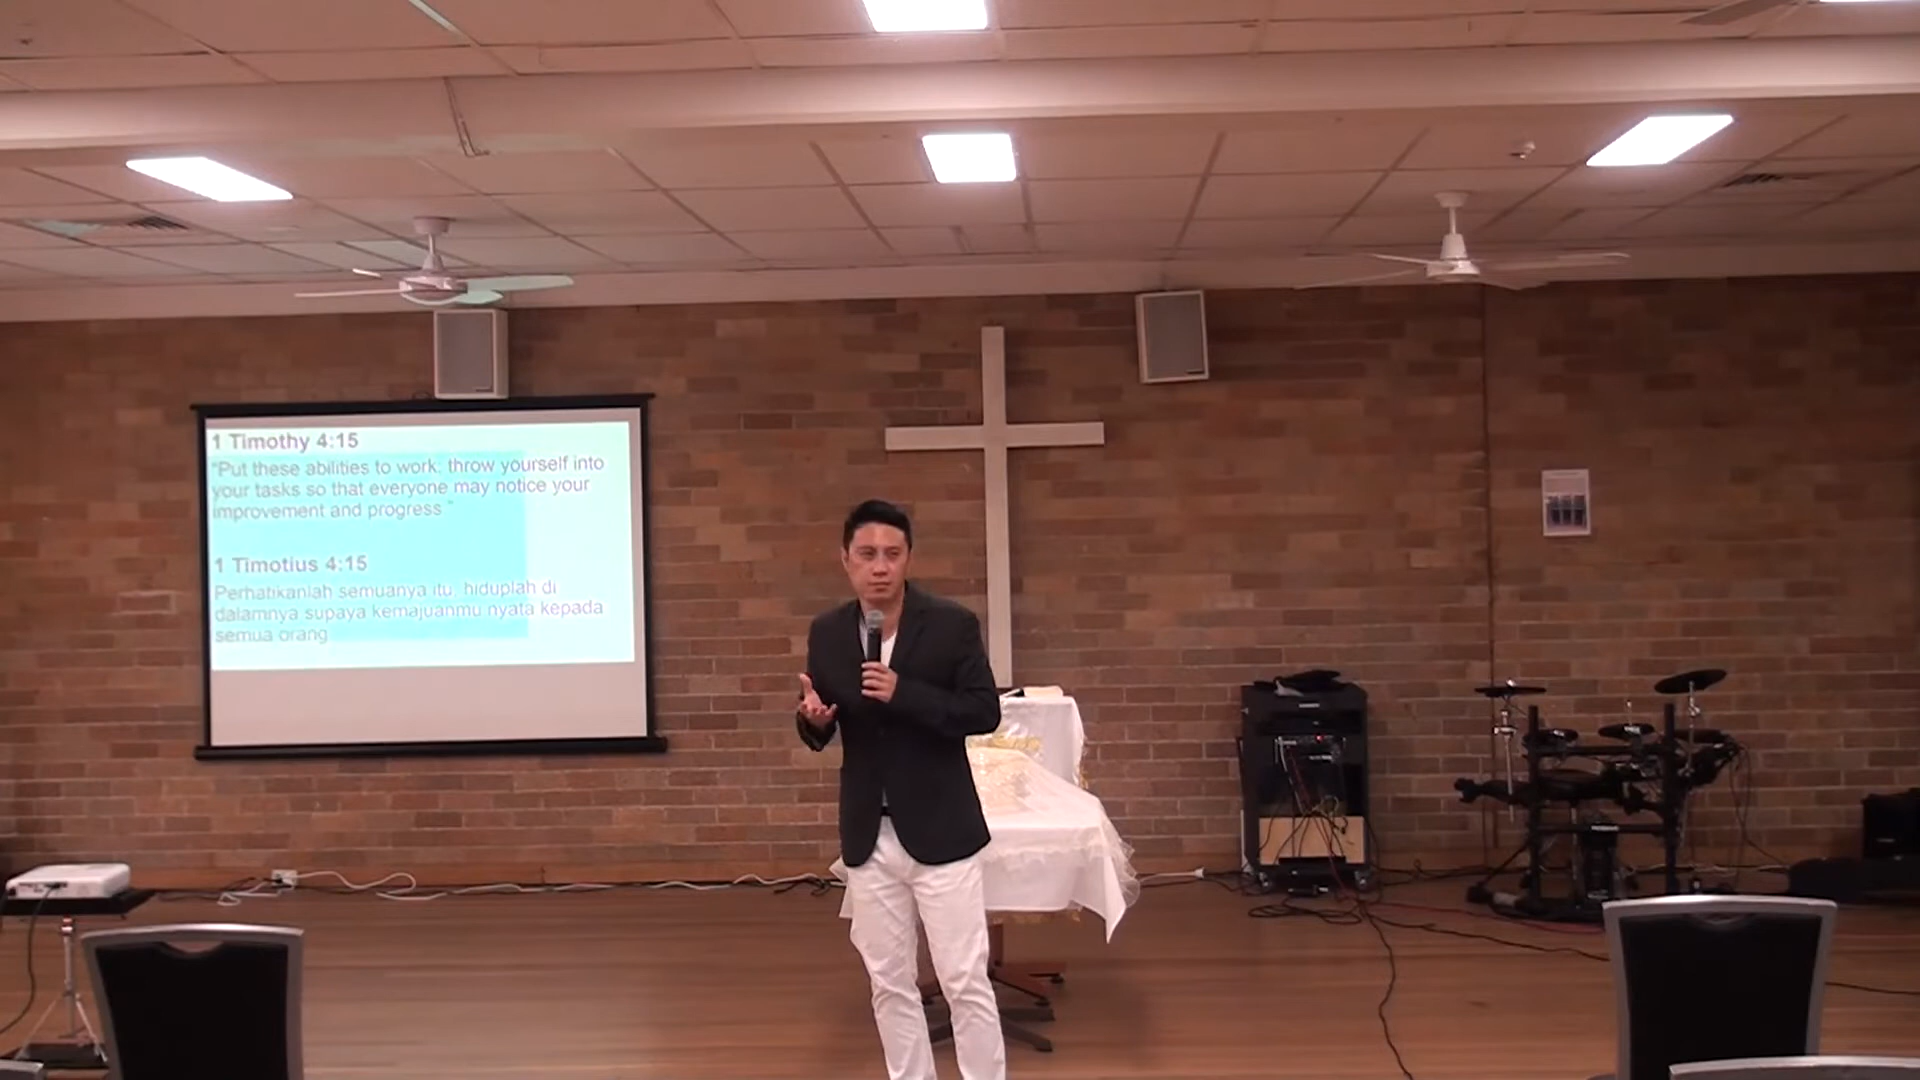 1 Timothy 4:15
"Put these abilities to work; throw yourself into
your tasks so that everyone may notice your
improvement and progress."
1 Timotius 4:15
Perhatikanlah semuanya itu, hiduplah di
dalamnya supaya kemajuanmu nyata kepada
semua orang